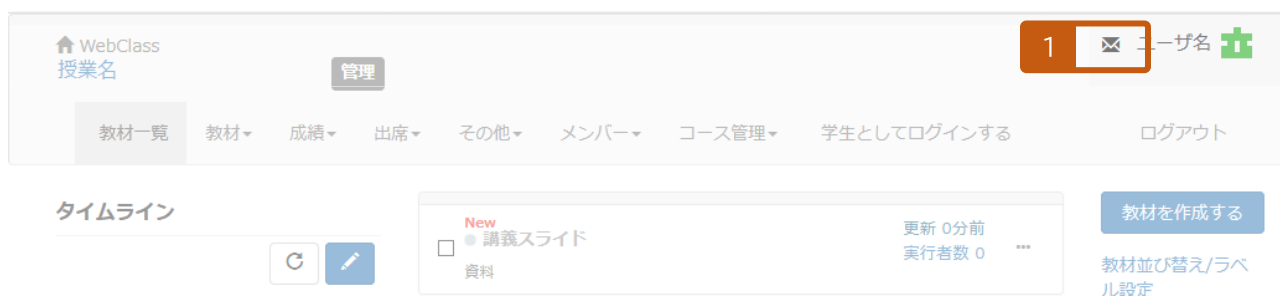 WebClass
授業名
管理
1
ユーザ名
教材一覧 教材 成績 出席 その他 メンバー コース管理 学生としてログインする ログアウト
タイムライン
New
講義スライド
資料
更新 0分前
実行者数 0
教材を作成する
教材並び替え/ラベ
ル設定